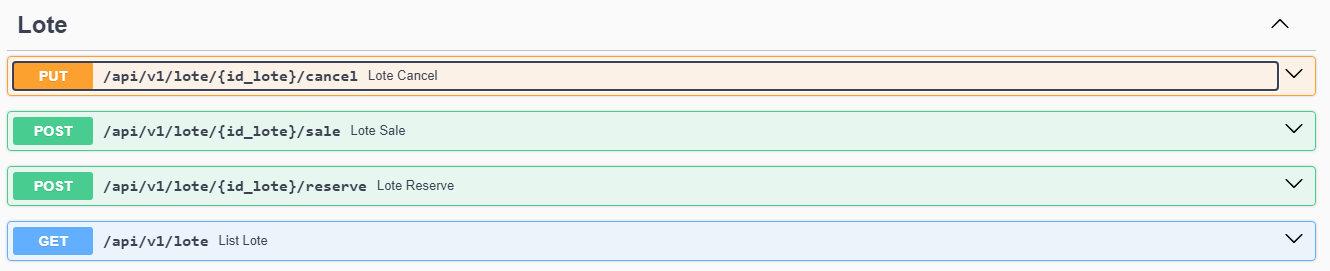 Lote
PUT /api/v1/lote/{id_lote}/cancel Lote Cancel
POST /api/v1/lote/{id_lote}/sale Lote Sale
POST /api/v1/lote/{id_lote}/reserve Lote Reserve
GET /api/v1/lote List Lote